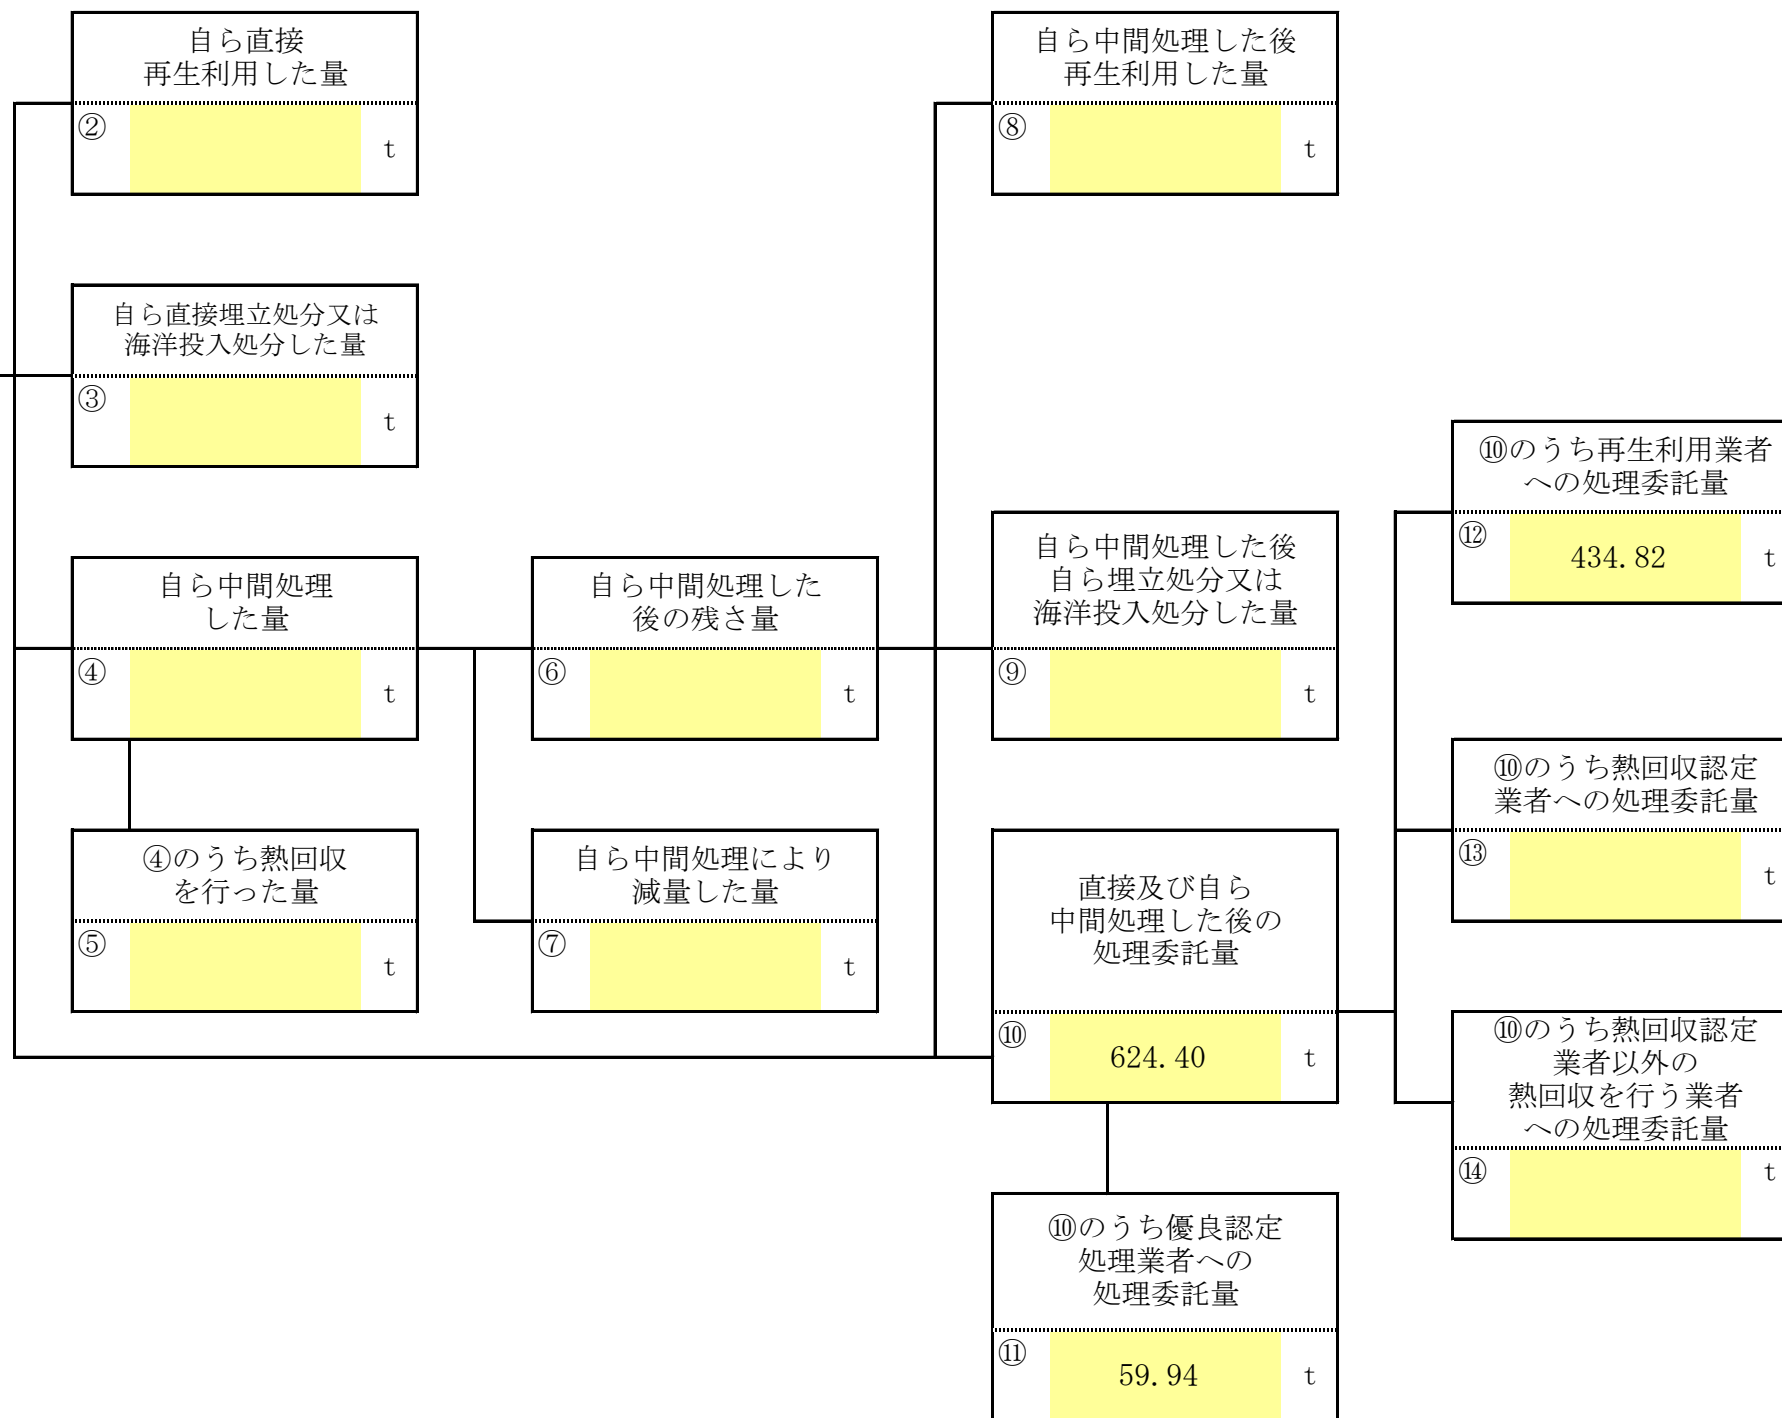 自ら直接
再生利用した量
②
t
自ら中間処理した後
再生利用した量
⑧
t
自ら直接埋立処分又は
海洋投入処分した量
③
t
⑩のうち再生利用業者
への処理委託量
⑫
434.82
t
自ら中間処理
した量
④
t
自ら中間処理した
後の残さ量
⑥
t
自ら中間処理した後
自ら埋立処分又は
海洋投入処分した量
⑨
t
⑩のうち熱回収認定
業者への処理委託量
⑬
t
④のうち熱回収
を行った量
⑤
t
自ら中間処理により
減量した量
⑦
t
直接及び自ら
中間処理した後の
処理委託量
⑩
624.40
t
⑩のうち熱回収認定
業者以外の
熱回収を行う業者
への処理委託量
⑭
t
⑩のうち優良認定
処理業者への
処理委託量
⑪
59.94
t